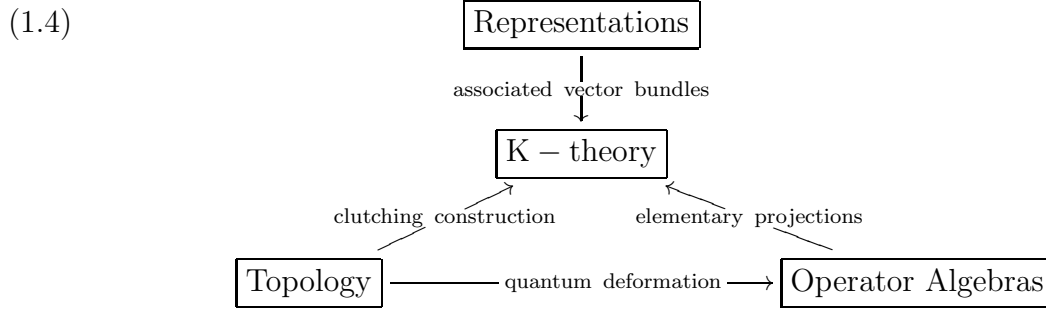 (1.4)
Representations
associated vector bundles
K – theory
clutching construction
elementary projections
Topology
quantum deformation
Operator Algebras